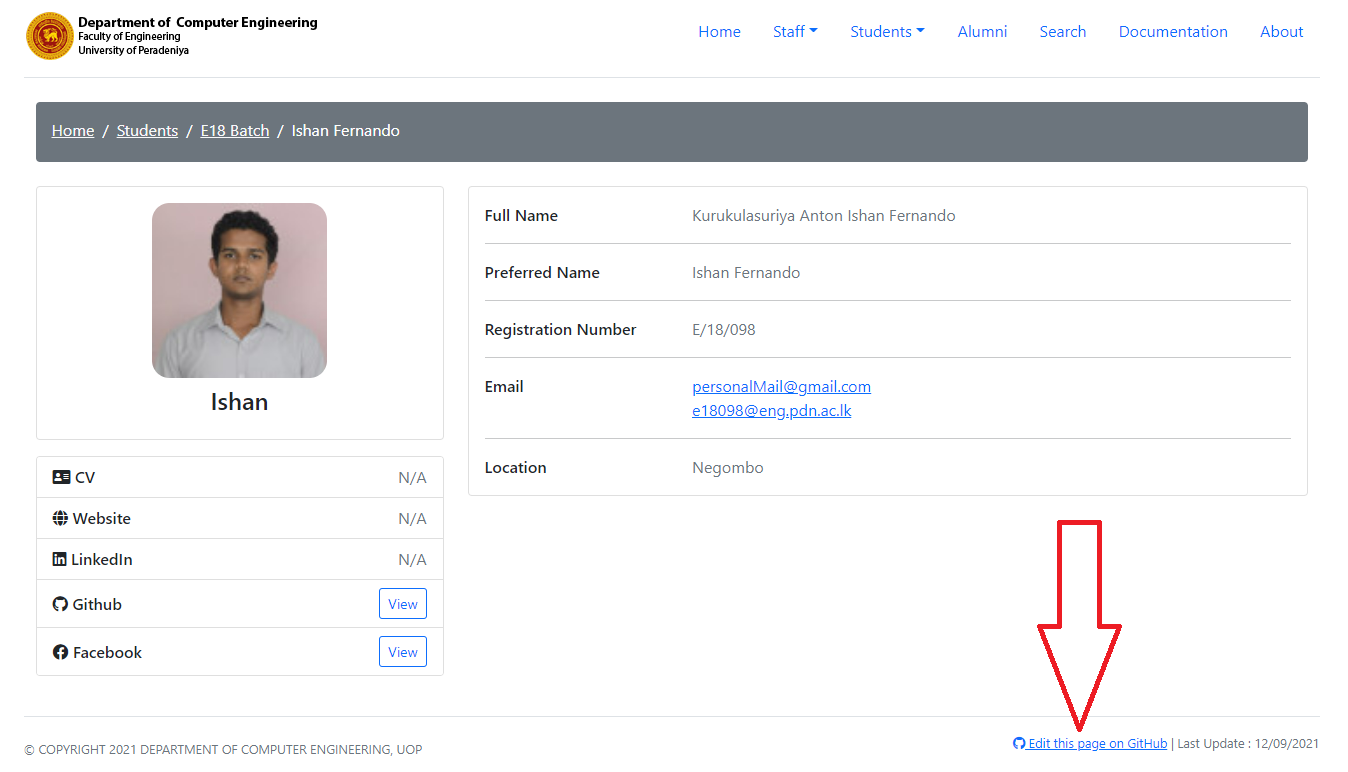 Department of Computer Engineering
Faculty of Engineering
University of Peradeniya
Home Staff Students Alumni Search Documentation About
Home / Students / E18 Batch / Ishan Fernando
Ishan
CV N/A
Website N/A
LinkedIn N/A
Github View
Facebook View
Full Name Kurukulasuriya Anton Ishan Fernando
Preferred Name Ishan Fernando
Registration Number E/18/098
Email personalMail@gmail.com
e18098@eng.pdn.ac.lk
Location Negombo
© COPYRIGHT 2021 DEPARTMENT OF COMPUTER ENGINEERING, UOP
Edit this page on GitHub | Last Update : 12/09/2021